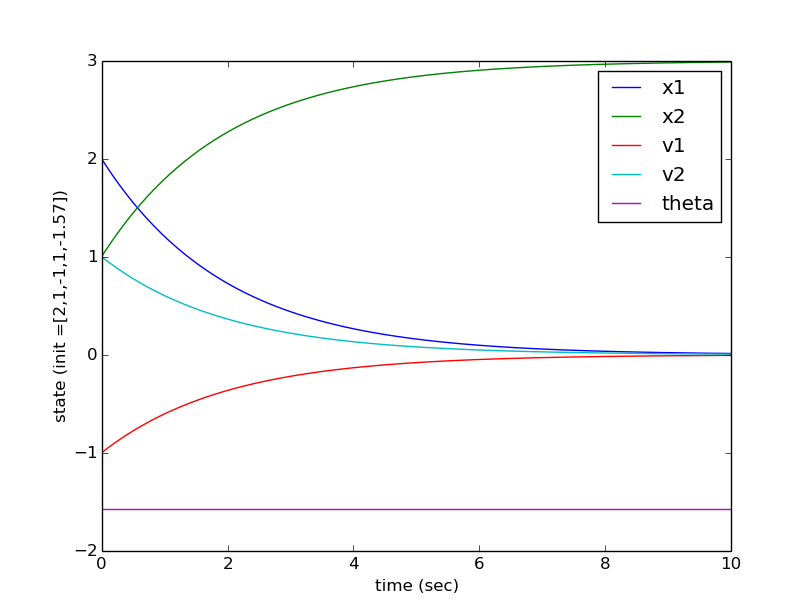 3
2
1
0
−1
−2
state (init =[2,1,-1,1,-1.57])
x1
x2
v1
v2
theta
0 2 4 6 8 10
time (sec)